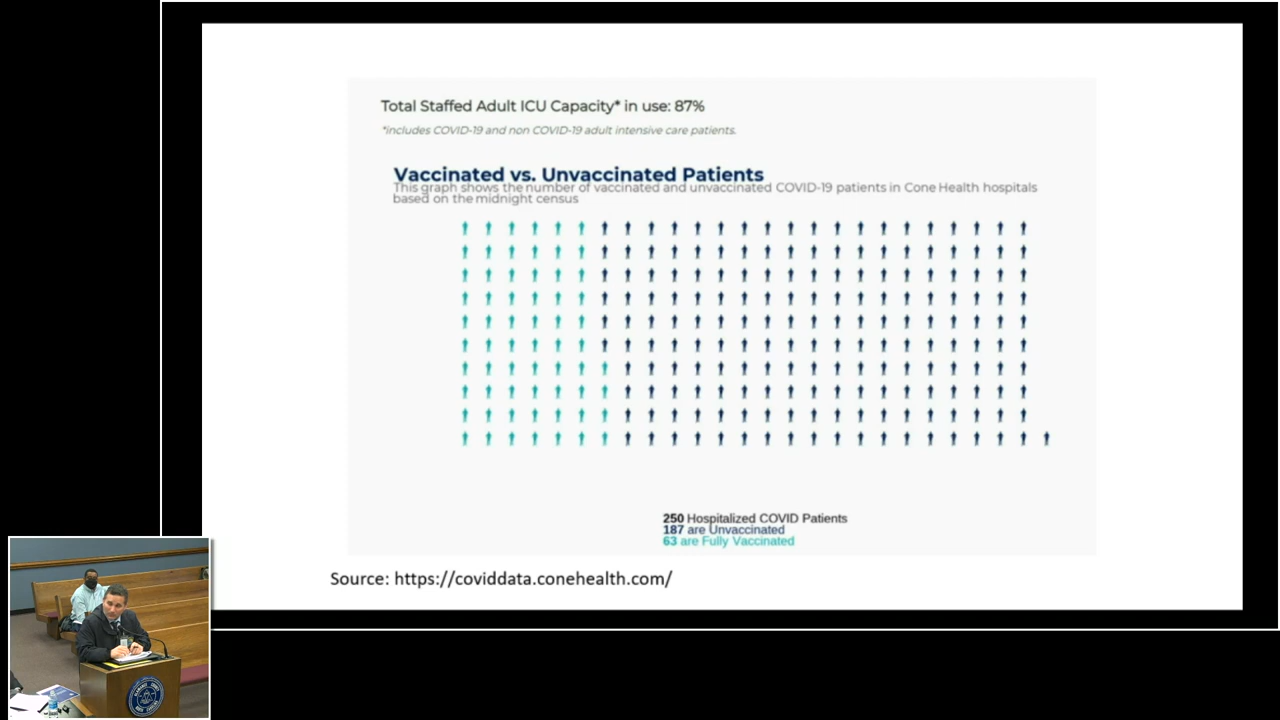 Total Staffed Adult ICU Capacity* in use: 87%
*includes COVID-19 and non COVID-19 adult intensive care patients.
Vaccinated vs. Unvaccinated Patients
This graph shows the number of vaccinated and unvaccinated COVID-19 patients in Cone Health hospitals
based on the midnight census
250 Hospitalized COVID Patients
187 are Unvaccinated
63 are Fully Vaccinated
Source: https://coviddata.conehealth.com/